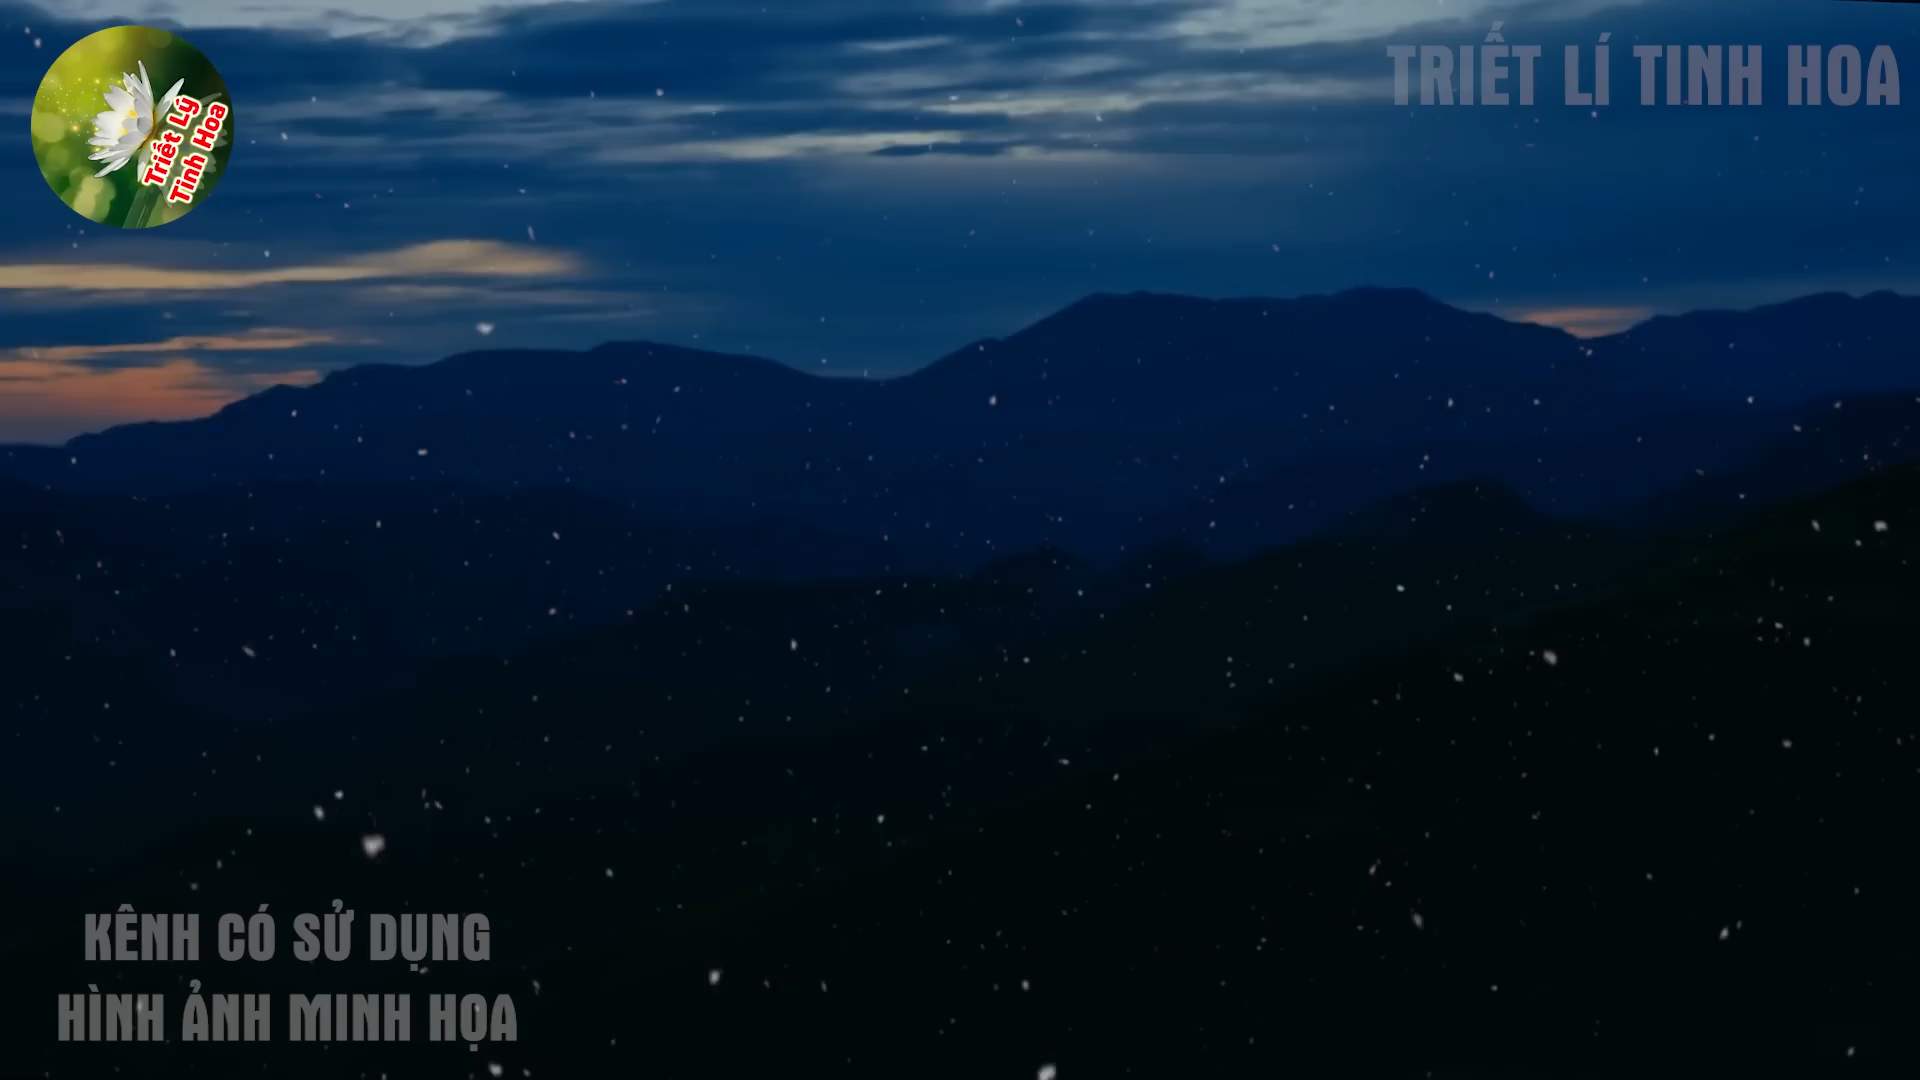 Triết Lý
Tinh Hoa
TRIẾT LÍ TINH HOA
KÊNH CÓ SỬ DỤNG
HÌNH ẢNH MINH HỌA